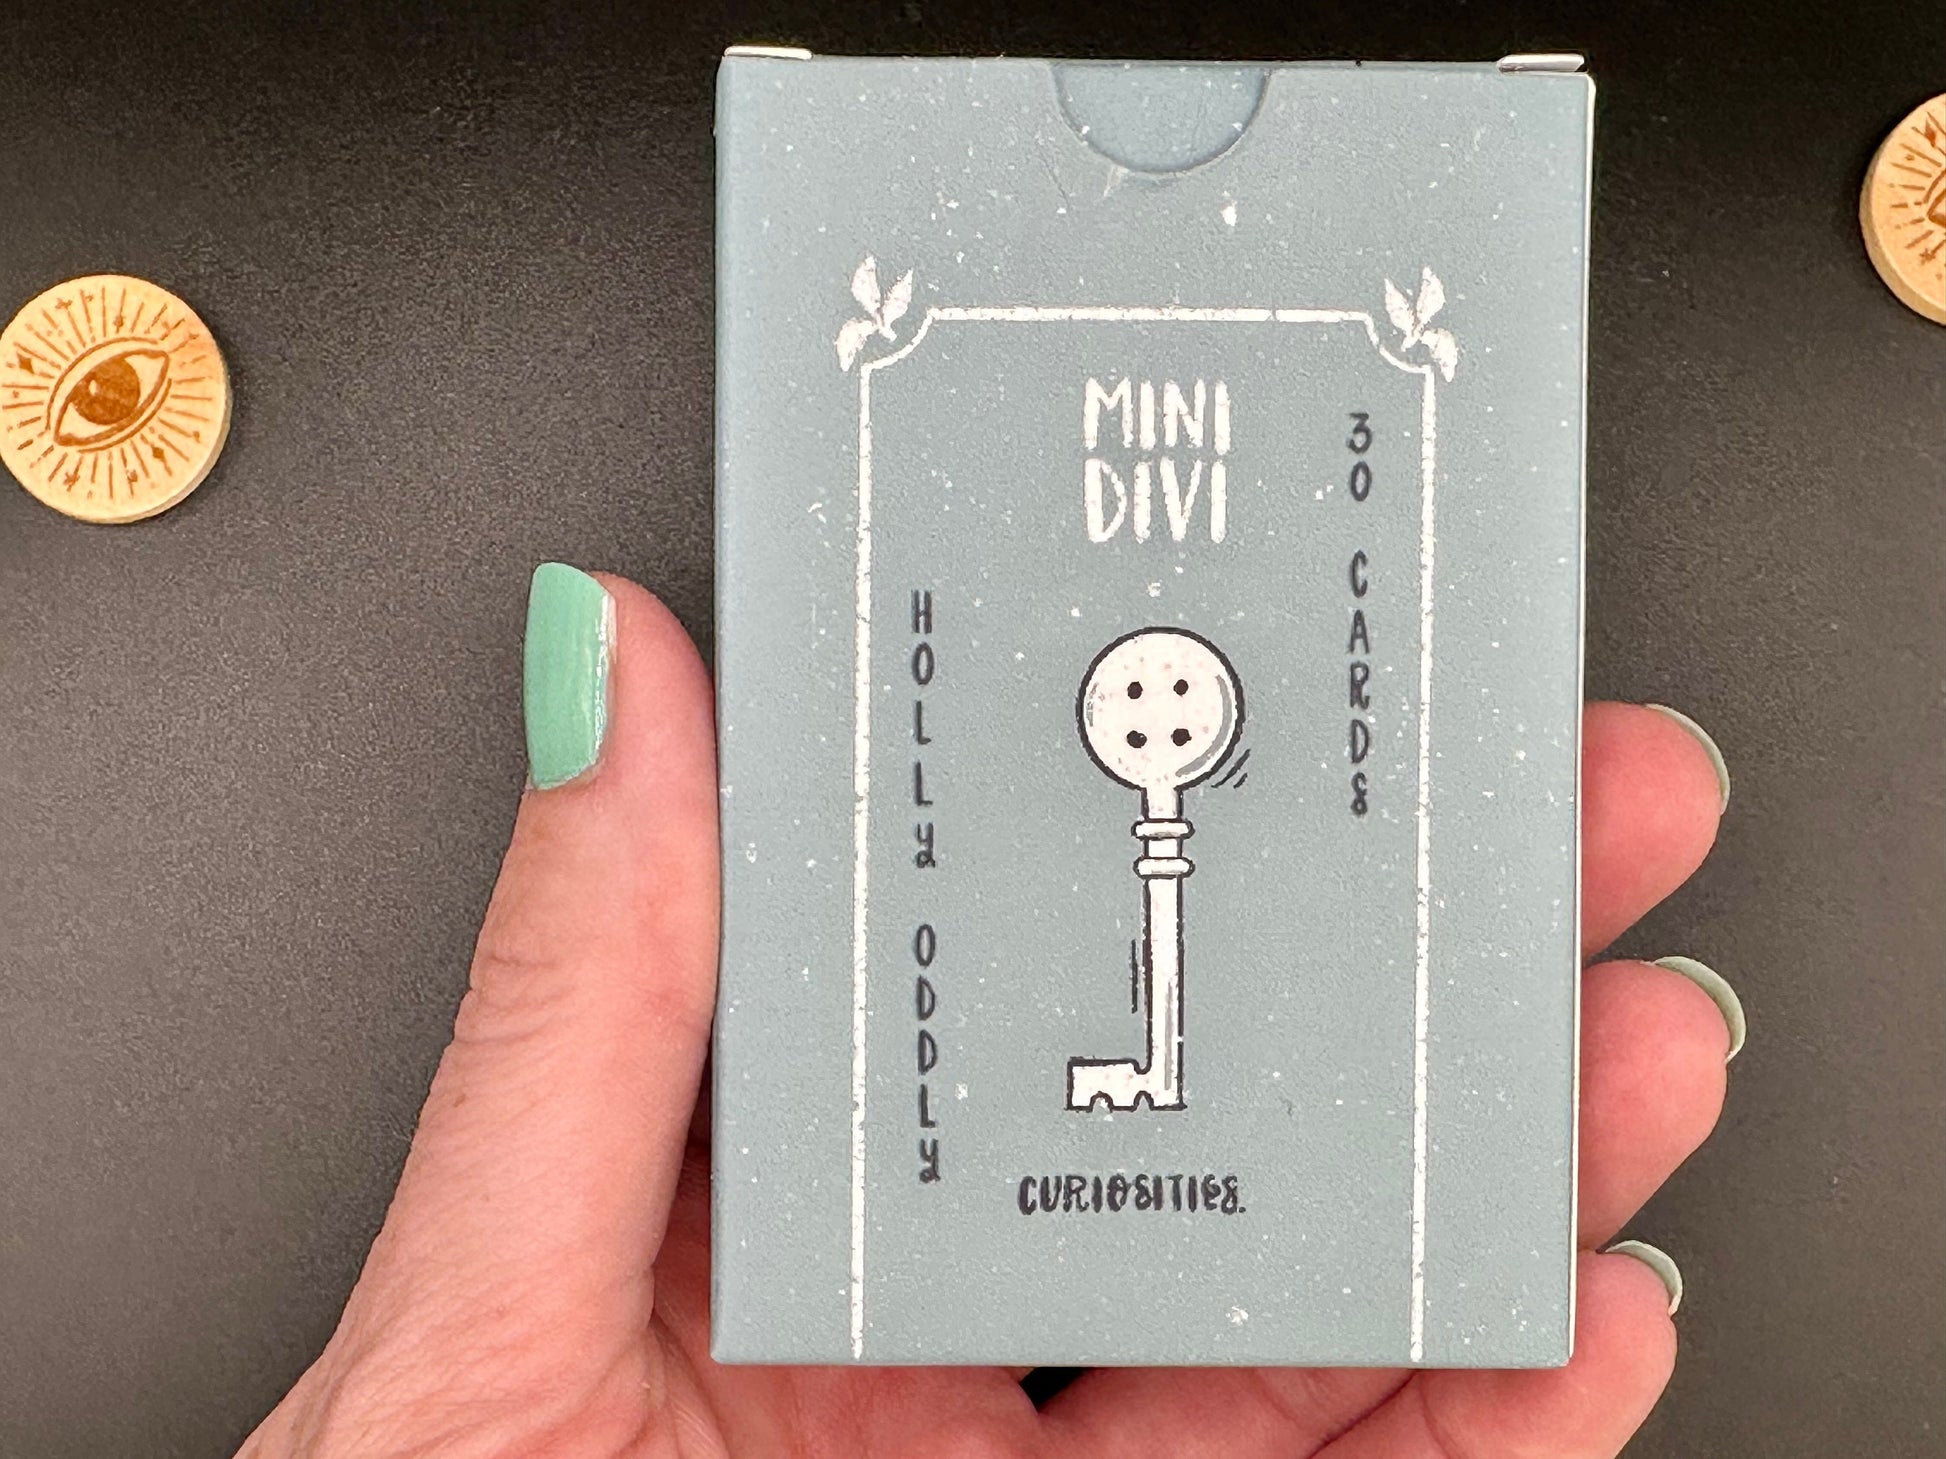 MINI
DIVI
30 CARDS
HOLLY ODDLY
CURIOSITIES.